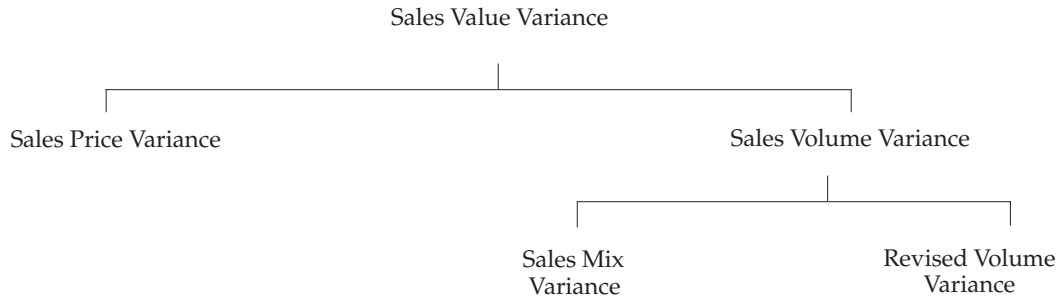 Sales Value Variance
Sales Price Variance
Sales Volume Variance
Sales Mix
Variance
Revised Volume
Variance